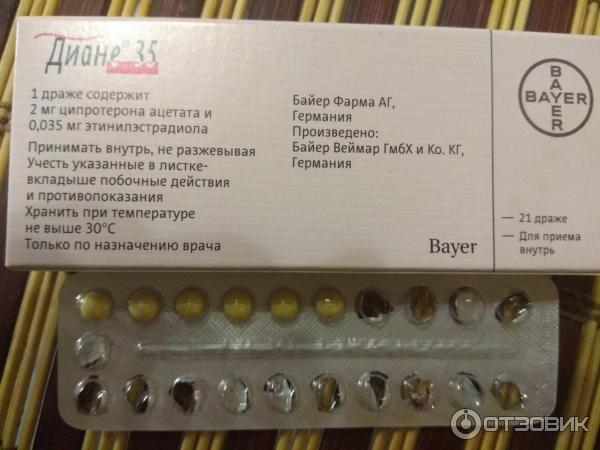 Диане® 35
1 драже содержит
2 мг ципротерона ацетата и
0,035 мг этинилэстрадиола
Принимать внутрь, не разжевывая
Учесть указанные в листке-
вкладыше побочные действия
и противопоказания
Хранить при температуре
не выше 30°C
Только по назначению врача
Байер Фарма АГ,
Германия
Произведено:
Байер Веймар ГмбХ и Ко. КГ,
Германия
Bayer
BAYER
BAYER
— 21 драже
— Для приема
внутрь
ОТЗОВИК